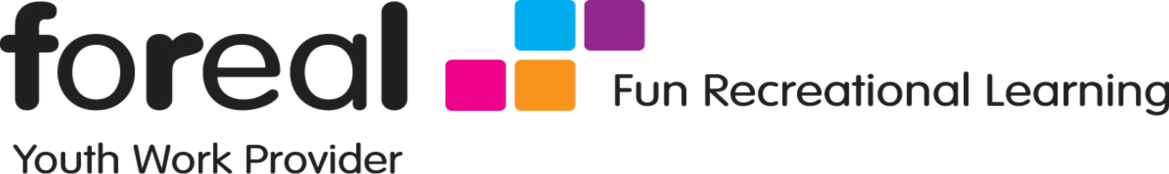 foreal
Fun Recreational Learning
Youth Work Provider